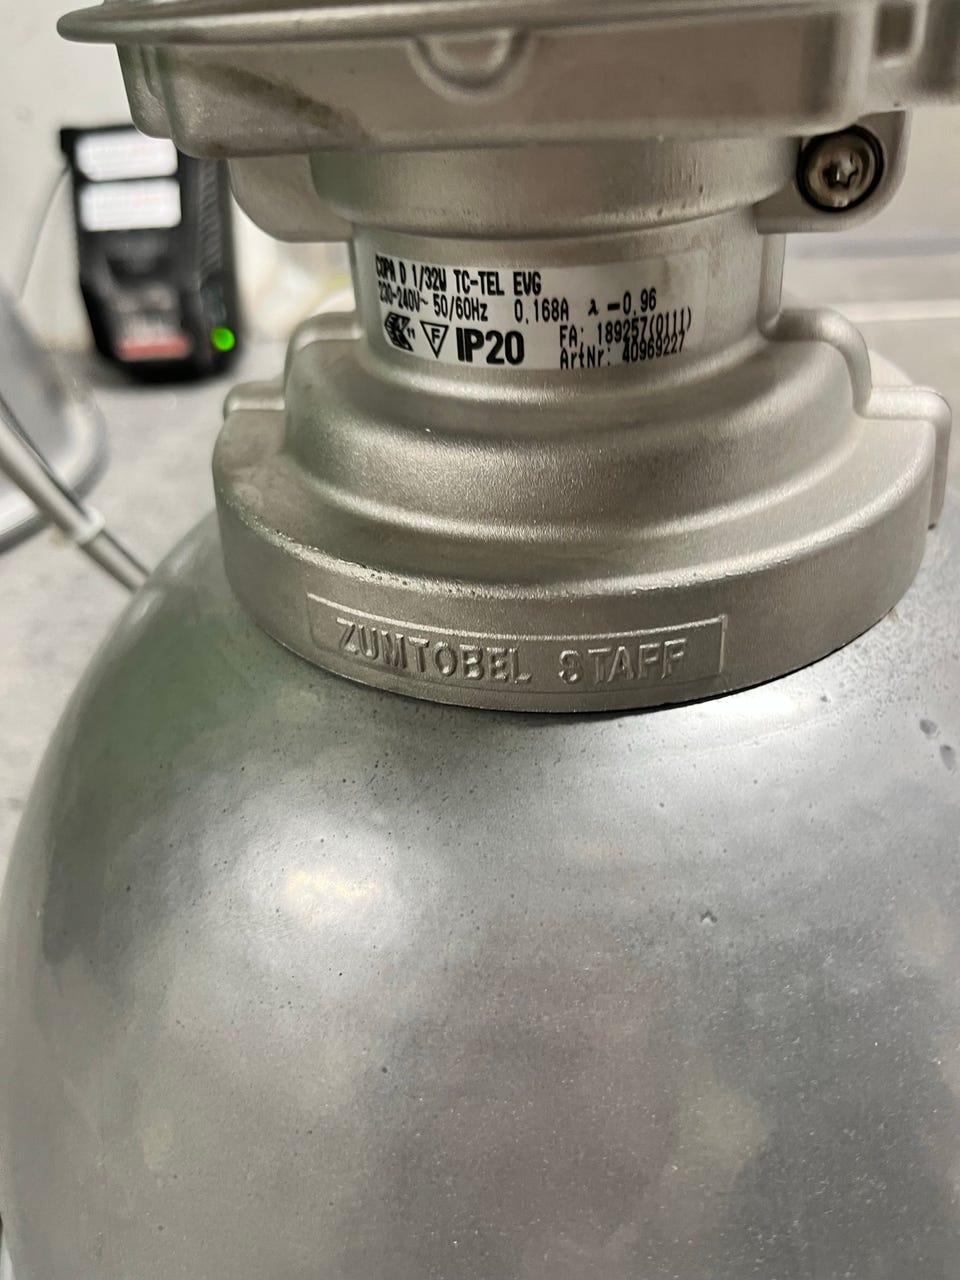 COPA D 1/32W TC-TEL EVG
230-240V~ 50/60Hz 0.168A λ=0.96
F IP20
FA: 189257(0111)
ArtNr: 40969227
ZUMTOBEL STAFF